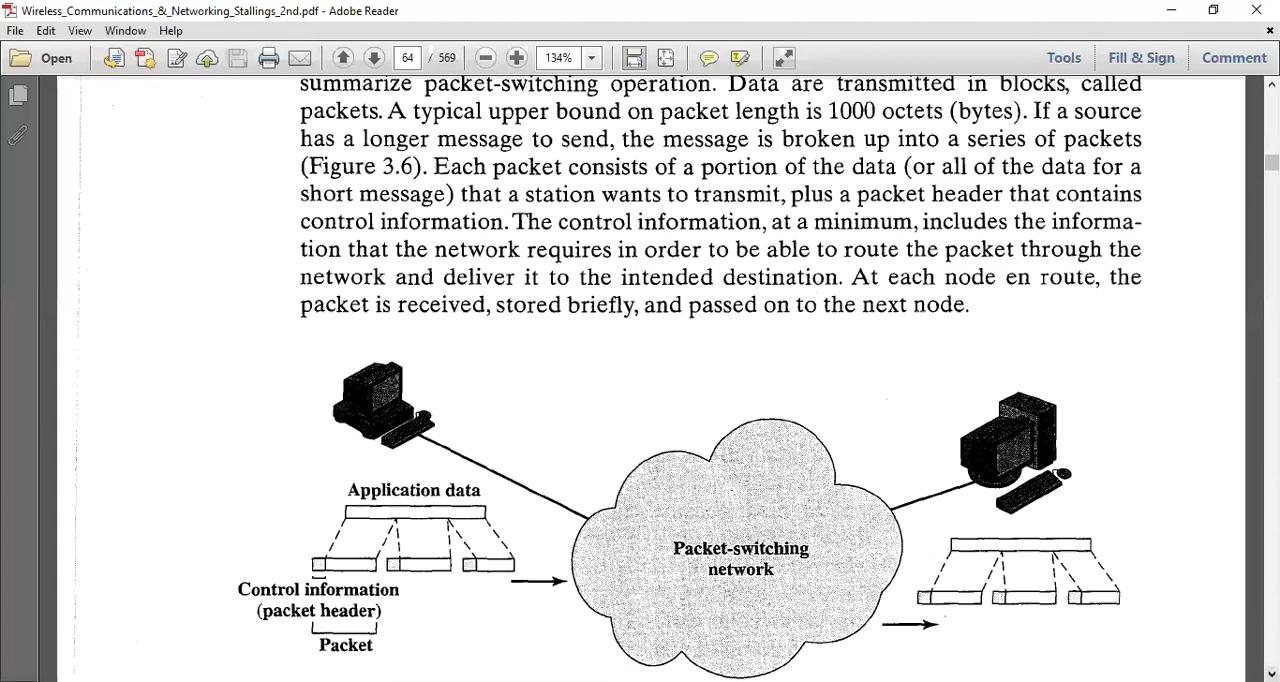 Wireless_Communications_&_Networking_Stallings_2nd.pdf - Adobe Reader
File Edit View Window Help
Open 64 / 569 134% Tools Fill & Sign Comment
summarize packet-switching operation. Data are transmitted in blocks, called
packets. A typical upper bound on packet length is 1000 octets (bytes). If a source
has a longer message to send, the message is broken up into a series of packets
(Figure 3.6). Each packet consists of a portion of the data (or all of the data for a
short message) that a station wants to transmit, plus a packet header that contains
control information. The control information, at a minimum, includes the informa-
tion that the network requires in order to be able to route the packet through the
network and deliver it to the intended destination. At each node en route, the
packet is received, stored briefly, and passed on to the next node.
Application data
Control information
(packet header)
Packet
Packet-switching
network